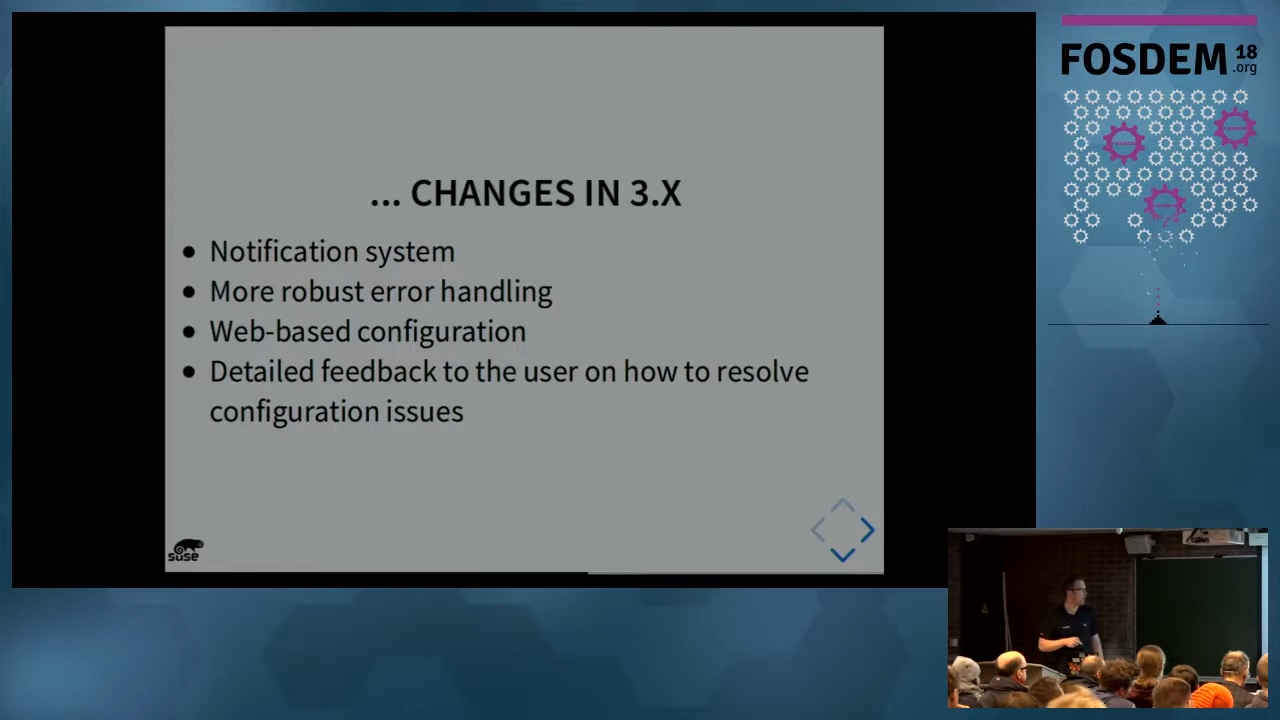 ... CHANGES IN 3.X
Notification system
More robust error handling
Web-based configuration
Detailed feedback to the user on how to resolve
configuration issues
SUSE
FOSDEM 18
.org